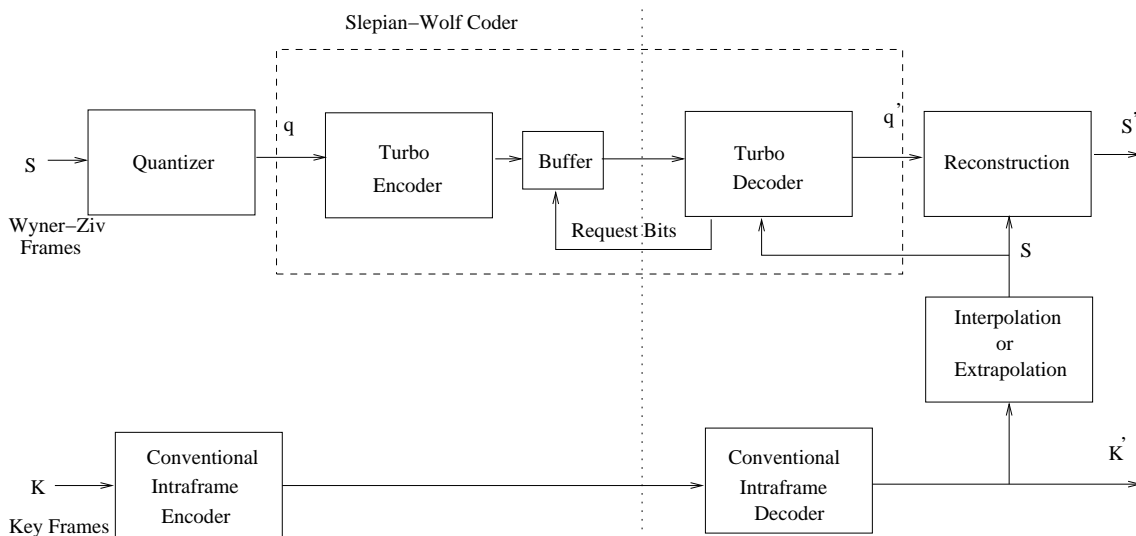 Slepian−Wolf Coder
S
Wyner−Ziv
Frames
Quantizer
q
Turbo
Encoder
Buffer
Request Bits
Turbo
Decoder
q'
Reconstruction
S'
S
Interpolation
or
Extrapolation
K
Key Frames
Conventional
Intraframe
Encoder
Conventional
Intraframe
Decoder
K'